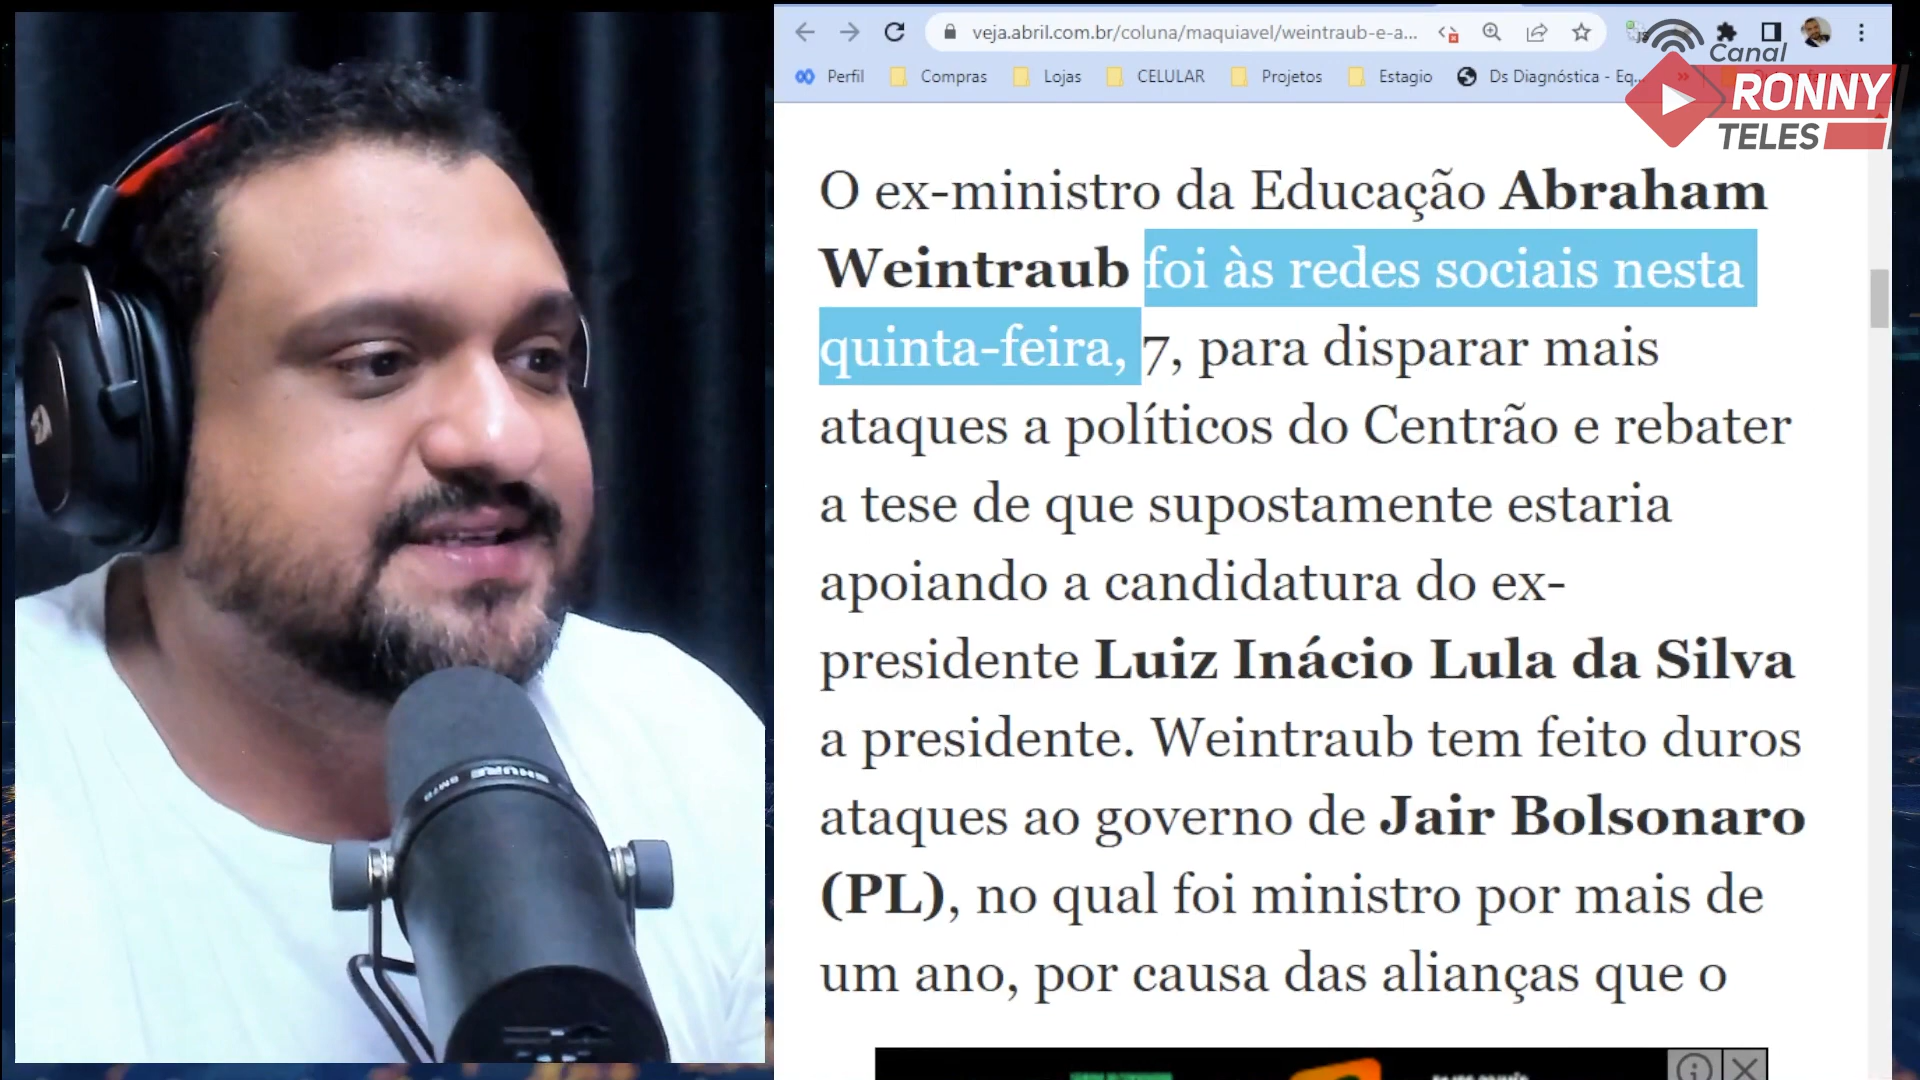 veja.abril.com.br/coluna/maquiavel/weintraub-e-a...
Perfil Compras Lojas CELULAR Projetos Estagio Ds Diagnóstica - Eq...
Canal
RONNY
TELES
O ex-ministro da Educação Abraham
Weintraub foi às redes sociais nesta
quinta-feira, 7, para disparar mais
ataques a políticos do Centrão e rebater
a tese de que supostamente estaria
apoiando a candidatura do ex-
presidente Luiz Inácio Lula da Silva
a presidente. Weintraub tem feito duros
ataques ao governo de Jair Bolsonaro
(PL), no qual foi ministro por mais de
um ano, por causa das alianças que o
SHURE SM7B